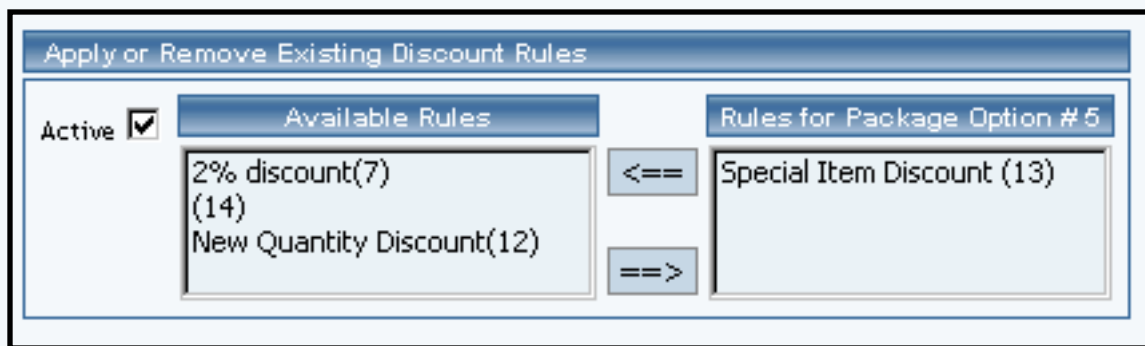 Apply or Remove Existing Discount Rules
Active
Available Rules
2% discount(7)
(14)
New Quantity Discount(12)
<==
==>
Rules for Package Option # 5
Special Item Discount (13)